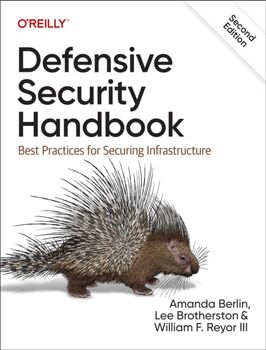 O'REILLY®
Second
Edition
Defensive
Security
Handbook
Best Practices for Securing Infrastructure
Amanda Berlin,
Lee Brotherston &
William F. Reyor III